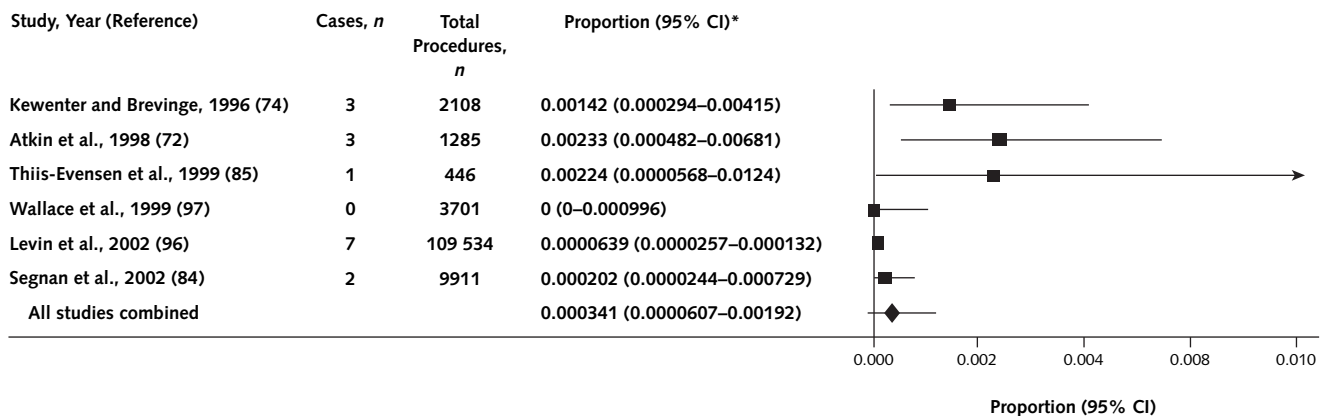 Study, Year (Reference) Cases, n Total Procedures, n Proportion (95% CI)*
Kewenter and Brevinge, 1996 (74) 3 2108 0.00142 (0.000294–0.00415)
Atkin et al., 1998 (72) 3 1285 0.00233 (0.000482–0.00681)
Thiis-Evensen et al., 1999 (85) 1 446 0.00224 (0.0000568–0.0124)
Wallace et al., 1999 (97) 0 3701 0 (0–0.000996)
Levin et al., 2002 (96) 7 109 534 0.0000639 (0.0000257–0.000132)
Segnan et al., 2002 (84) 2 9911 0.000202 (0.0000244–0.000729)
All studies combined 0.000341 (0.0000607–0.00192)
0.000 0.002 0.004 0.008 0.010
Proportion (95% CI)